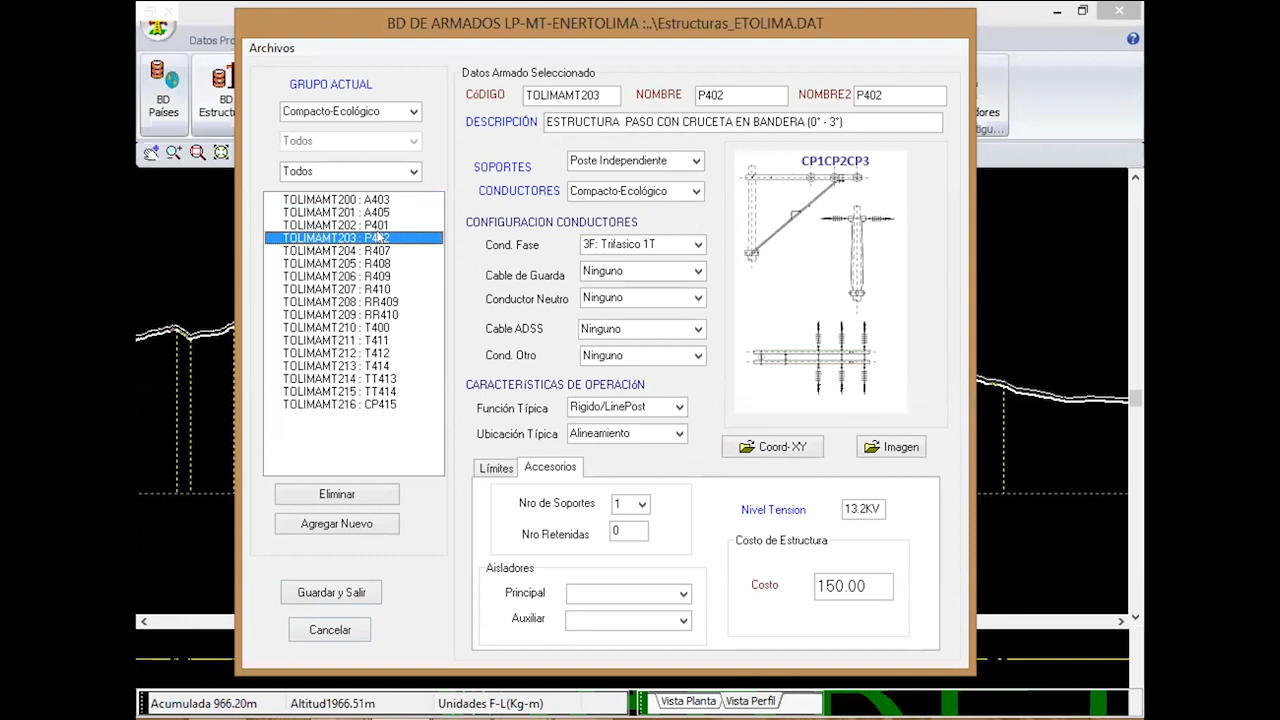 BD DE ARMADOS LP-MT-ENERTOLIMA :..\Estructuras_ETOLIMA.DAT
Datos Pro
Archivos
BD
Países
BD
Estruct
dores
figu...
GRUPO ACTUAL
Compacto-Ecológico
Todos
Todos
TOLIMAMT200 : A403
TOLIMAMT201 : A405
TOLIMAMT202 : P401
TOLIMAMT203 : P402
TOLIMAMT204 : R407
TOLIMAMT205 : R408
TOLIMAMT206 : R409
TOLIMAMT207 : R410
TOLIMAMT208 : RR409
TOLIMAMT209 : RR410
TOLIMAMT210 : T400
TOLIMAMT211 : T411
TOLIMAMT212 : T412
TOLIMAMT213 : T414
TOLIMAMT214 : TT413
TOLIMAMT215 : TT414
TOLIMAMT216 : CP415
Eliminar
Agregar Nuevo
Guardar y Salir
Cancelar
Datos Armado Seleccionado
CóDIGO TOLIMAMT203 NOMBRE P402 NOMBRE2 P402
DESCRIPCIÓN ESTRUCTURA PASO CON CRUCETA EN BANDERA (0° - 3°)
SOPORTES Poste Independiente
CONDUCTORES Compacto-Ecológico
CONFIGURACION CONDUCTORES
Cond. Fase 3F: Trifasico 1T
Cable de Guarda Ninguno
Conductor Neutro Ninguno
Cable ADSS Ninguno
Cond. Otro Ninguno
CARACTERíSTICAS DE OPERACIóN
Función Típica Rigido/LinePost
Ubicación Típica Alineamiento
CP1CP2CP3
Coord-XY Imagen
Límites Accesorios
Nro de Soportes 1
Nro Retenidas 0
Aisladores
Principal
Auxiliar
Nivel Tension 13.2KV
Costo de Estructura
Costo 150.00
Acumulada 966.20m Altitud1966.51m Unidades F-L(Kg-m) Vista Planta Vista Perfil